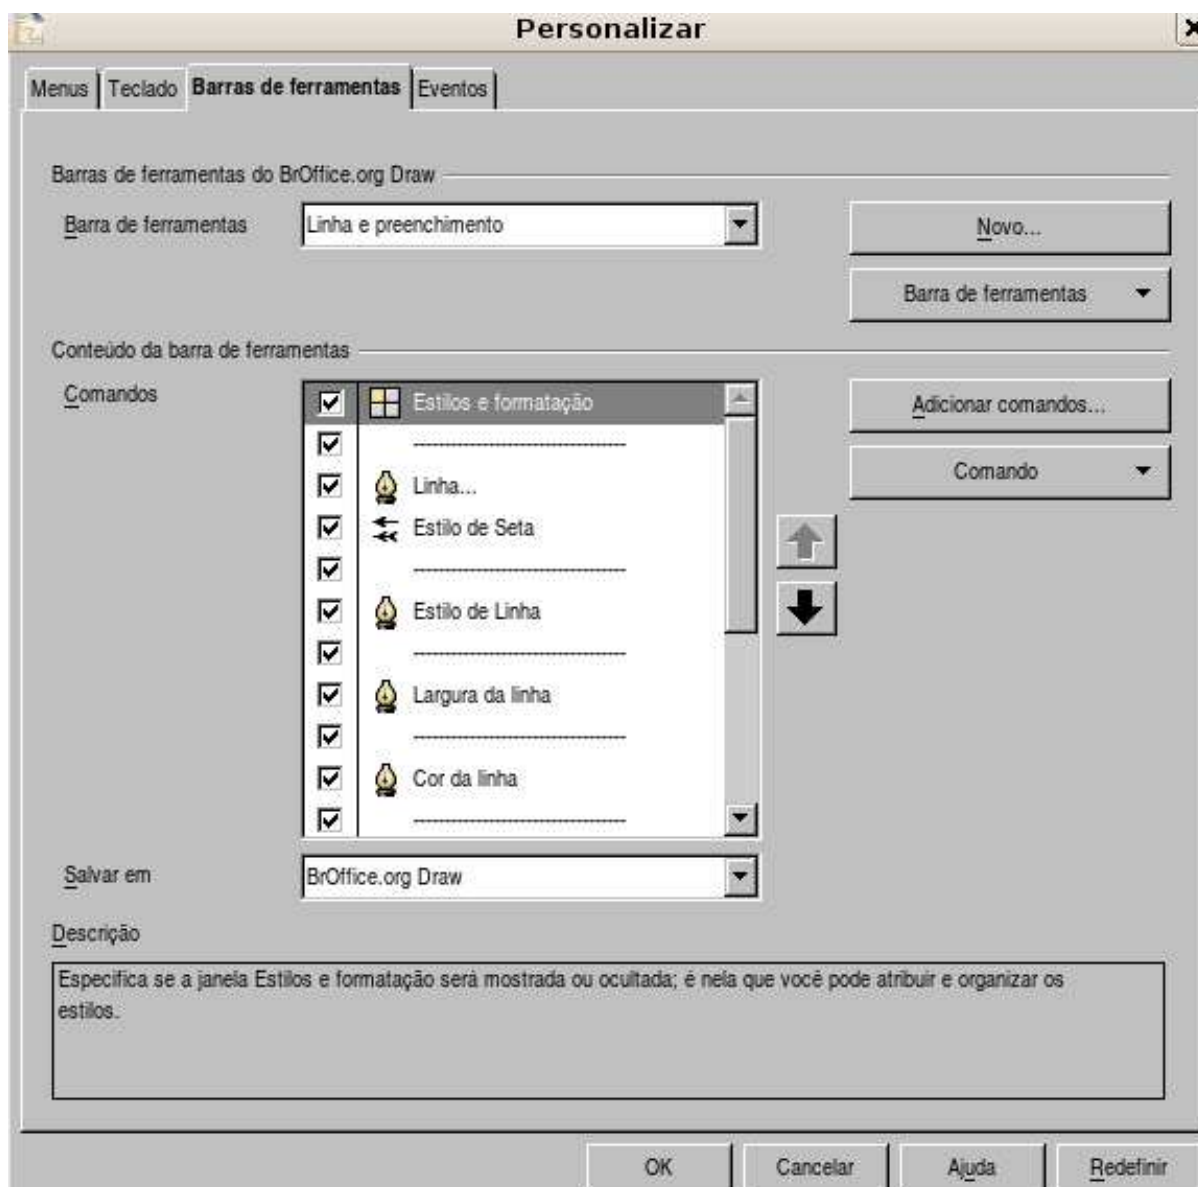 Personalizar
Menus Teclado Barras de ferramentas Eventos
Barras de ferramentas do BrOffice.org Draw
Barra de ferramentas Linha e preenchimento Novo...
Barra de ferramentas
Conteúdo da barra de ferramentas
Comandos Estilos e formatação Adicionar comandos...
Linha... Comando
Estilo de Seta
Estilo de Linha
Largura da linha
Cor da linha
Salvar em BrOffice.org Draw
Descrição
Especifica se a janela Estilos e formatação será mostrada ou ocultada; é nela que você pode atribuir e organizar os
estilos.
OK Cancelar Ajuda Redefinir